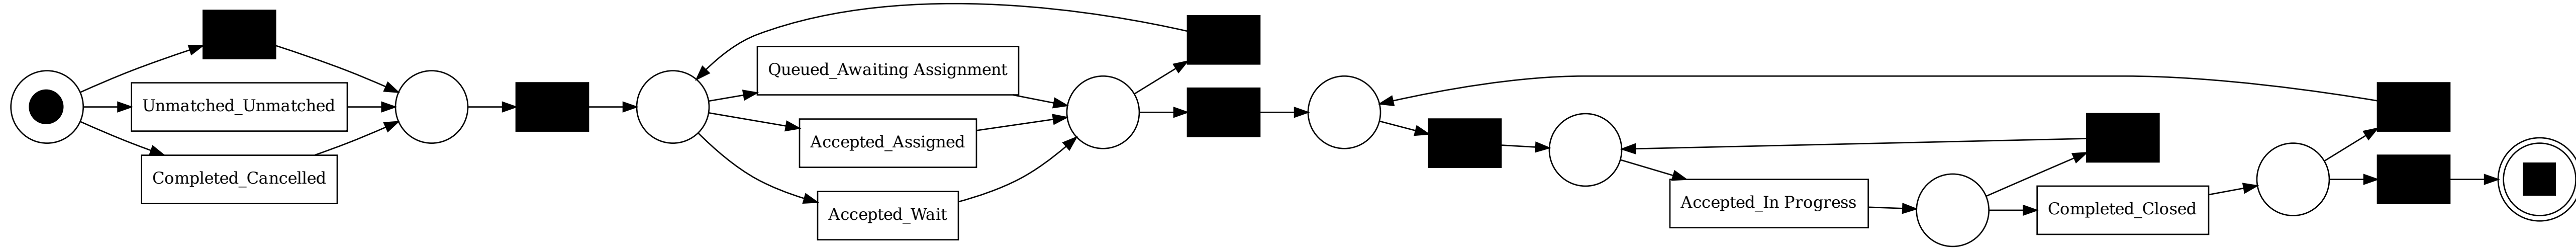 Unmatched_Unmatched
Completed_Cancelled
Queued_Awaiting Assignment
Accepted_Assigned
Accepted_Wait
Accepted_In Progress
Completed_Closed